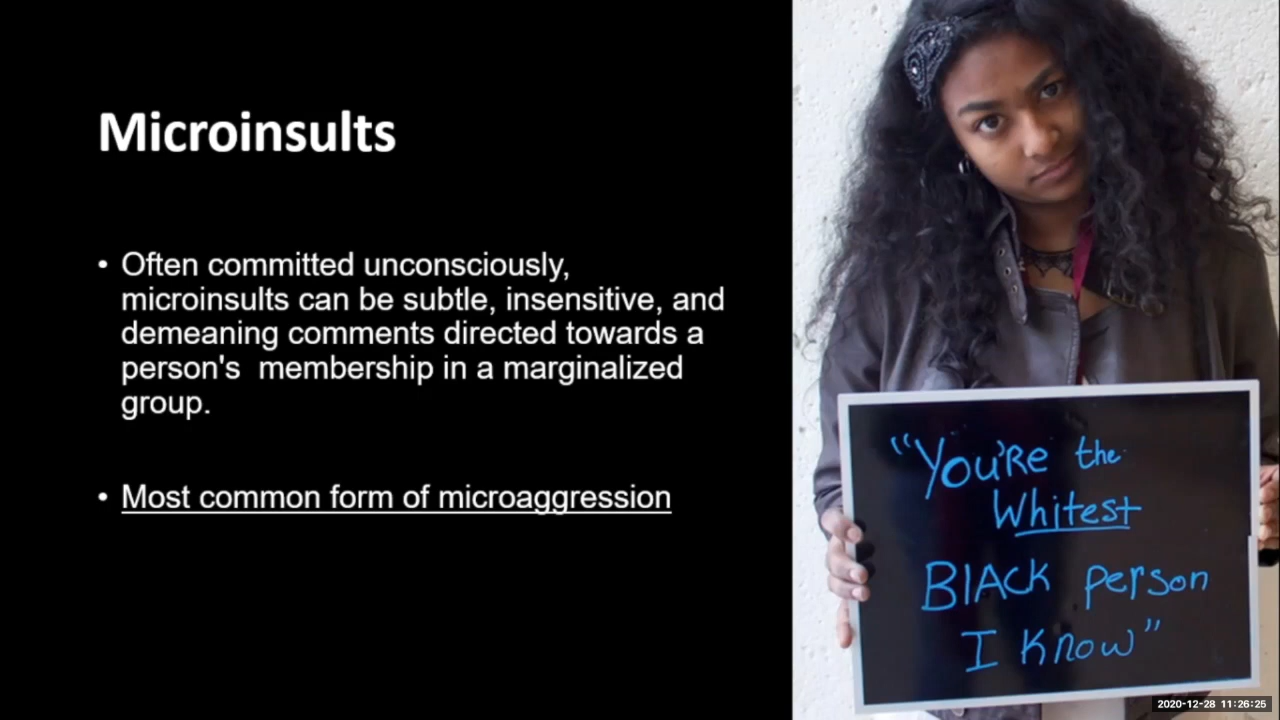 Microinsults
• Often committed unconsciously,
microinsults can be subtle, insensitive, and
demeaning comments directed towards a
person's  membership in a marginalized
group.
• Most common form of microaggression
"You're the
Whitest
BlAck person
I know"
2020-12-28 11:26:25